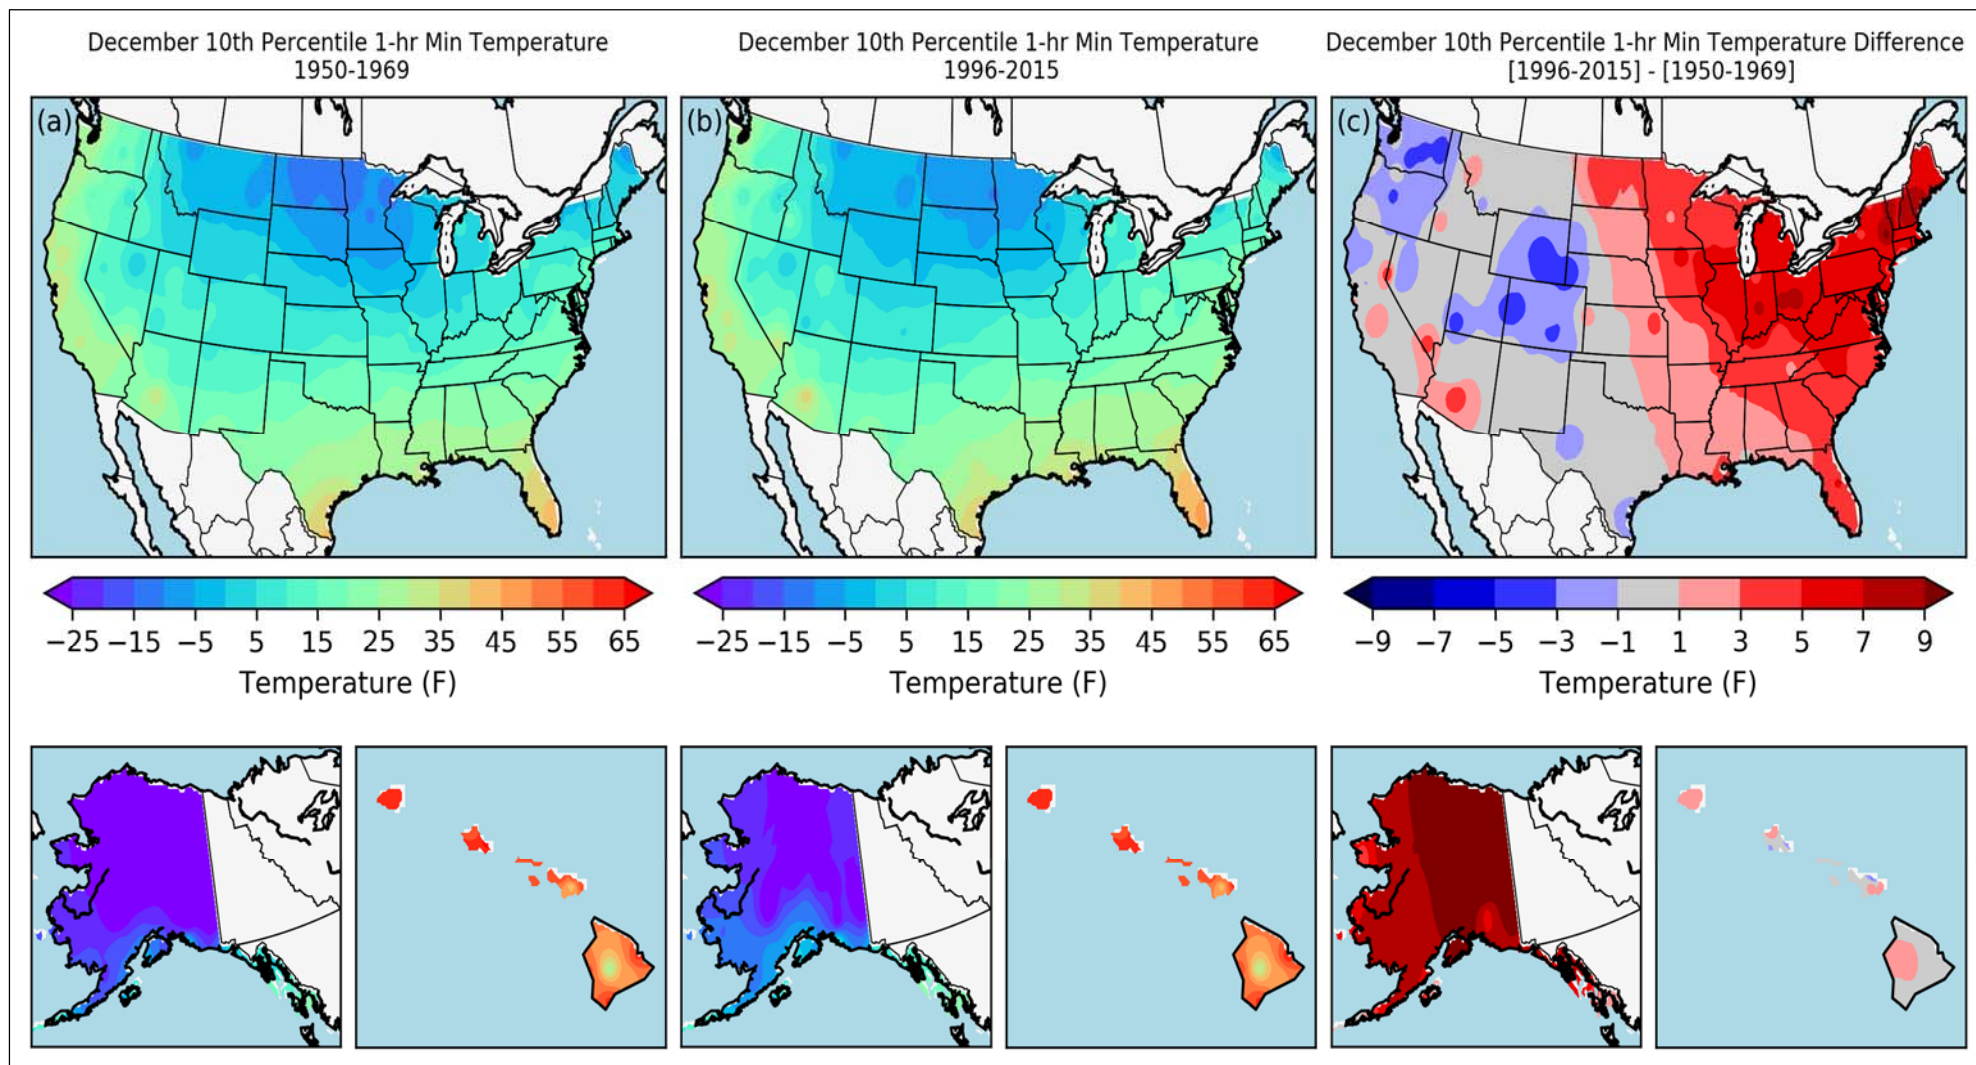 December 10th Percentile 1-hr Min Temperature
1950-1969
December 10th Percentile 1-hr Min Temperature
1996-2015
December 10th Percentile 1-hr Min Temperature Difference
[1996-2015] - [1950-1969]
(a)
(b)
(c)
−25 −15 −5 5 15 25 35 45 55 65
Temperature (F)
−25 −15 −5 5 15 25 35 45 55 65
Temperature (F)
−9 −7 −5 −3 −1 1 3 5 7 9
Temperature (F)